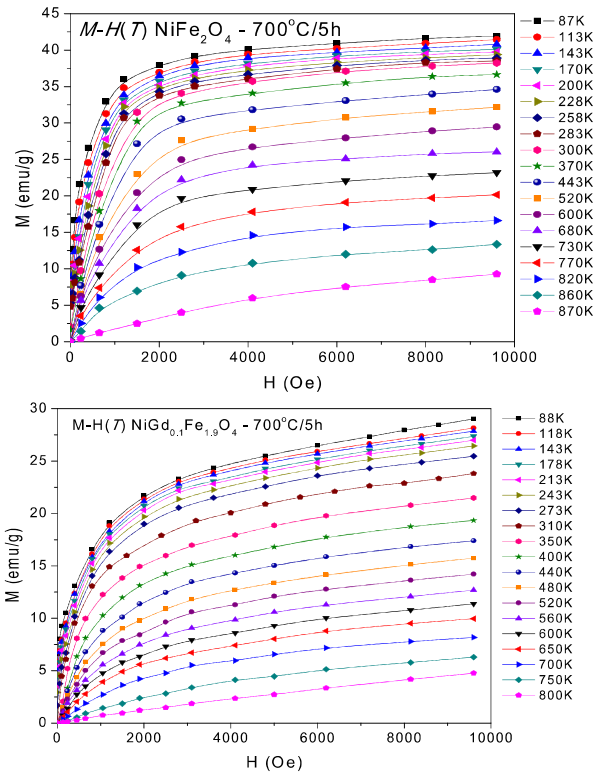 M-H(T) NiFe₂O₄ - 700°C/5h
45
40
35
30
25
20
15
10
5
0
M (emu/g)
0 2000 4000 6000 8000 10000
H (Oe)
87K
113K
143K
170K
200K
228K
258K
283K
300K
370K
443K
520K
600K
680K
730K
770K
820K
860K
870K
M-H(T) NiGd₀.₁Fe₁.₉O₄ -700°C/5h
30
25
20
15
10
5
0
M (emu/g)
0 2000 4000 6000 8000 10000
H (Oe)
88K
118K
143K
178K
213K
243K
273K
310K
350K
400K
440K
480K
520K
560K
600K
650K
700K
750K
800K